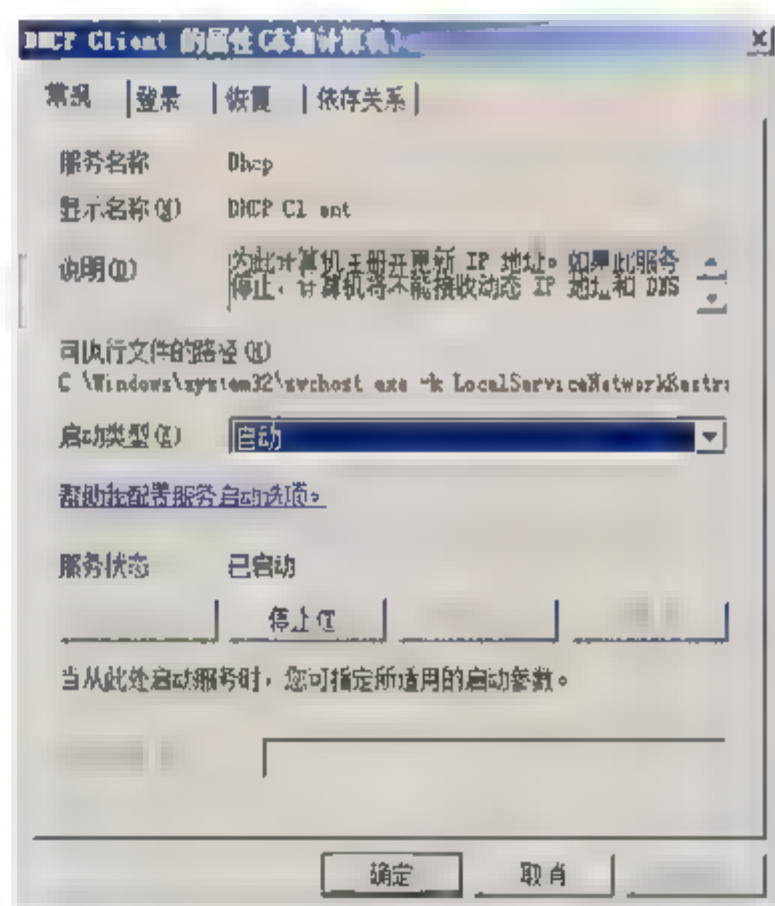 DHCP Client 的属性(本地计算机)
常规 登录 恢复 依存关系
服务名称 Dhcp
显示名称(N) DHCP Client
说明(D) 为此计算机注册并更新 IP 地址。如果此服务
停止，计算机将不能接收动态 IP 地址和 DNS
可执行文件的路径(H)
C \Windows\system32\svchost exe -k LocalServiceNetworkRestri
启动类型(E) 自动
帮助我配置服务启动选项。
服务状态 已启动
停止(T
当从此处启动服务时，您可指定所适用的启动参数。
确定 取消